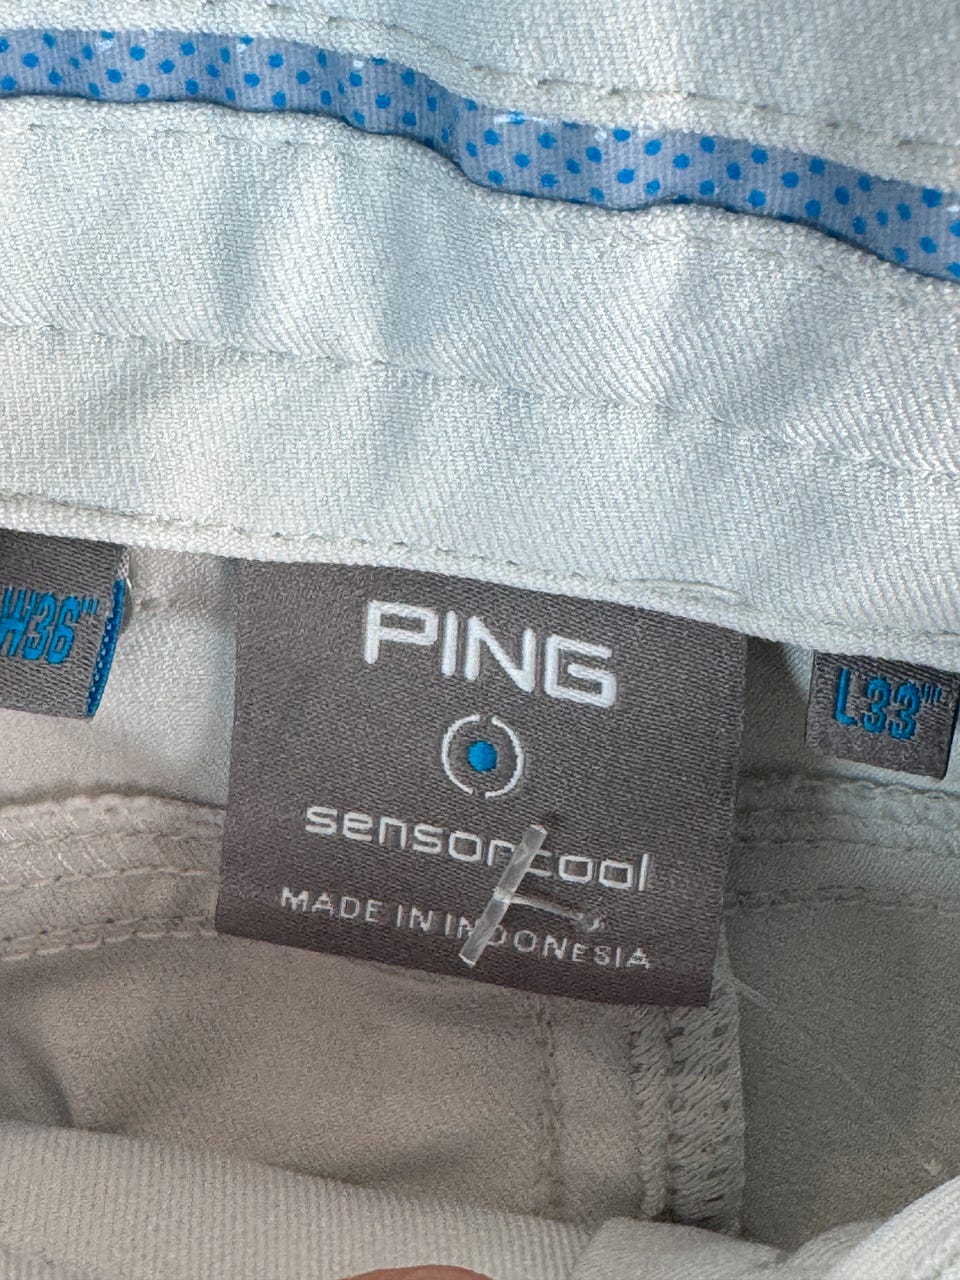 W36"
PING
sensorcool
MADE IN INDONESIA
L33"